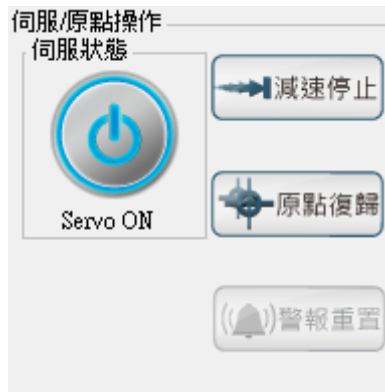 伺服/原點操作
伺服狀態
減速停止
原點復歸
Servo ON
警報重置